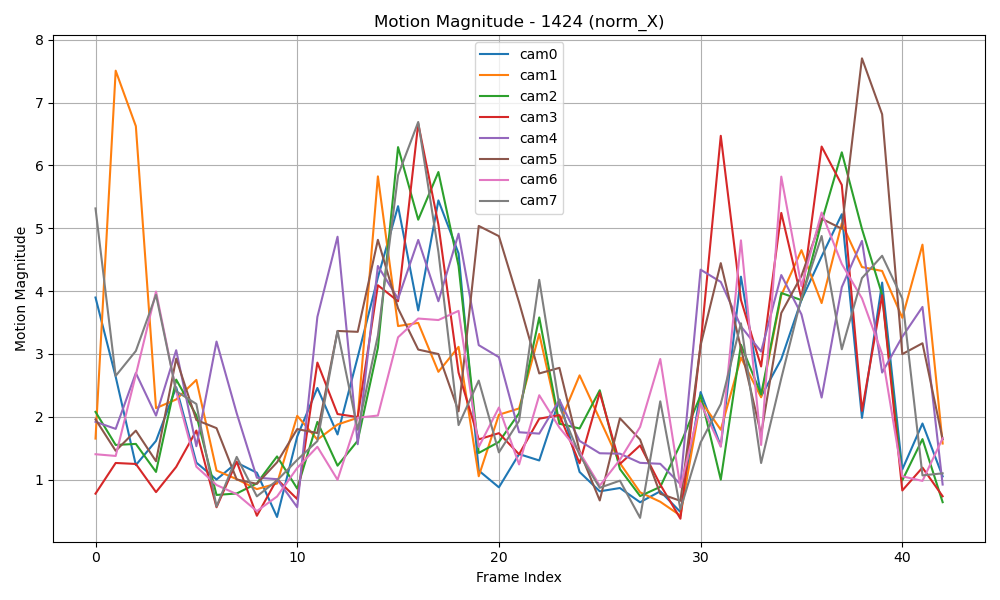 Motion Magnitude - 1424 (norm_X)
8
7
6
5
4
3
2
1
Motion Magnitude
cam0
cam1
cam2
cam3
cam4
cam5
cam6
cam7
0
10
20
30
40
Frame Index